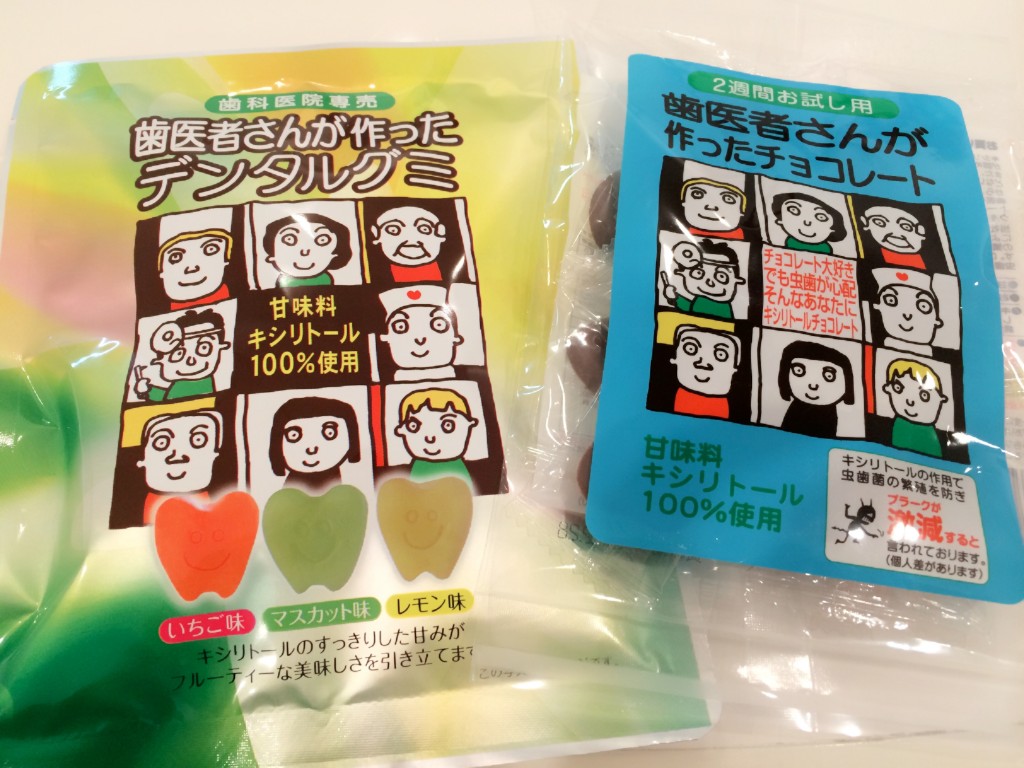 歯科医院専売
歯医者さんが作った
デンタルグミ
甘味料
キシリトール
100%使用
いちご味
マスカット味
レモン味
キシリトールのすっきりした甘みが
フルーティーな美味しさを引き立てます
2週間お試し用
歯医者さんが
作ったチョコレート
チョコレート大好き
でも虫歯が心配
そんなあなたに
キシリトールチョコレート
甘味料
キシリトール
100%使用
キシリトールの作用で
虫歯菌の繁殖を防ぎ
プラークが
激減すると
言われております。
(個人差があります)